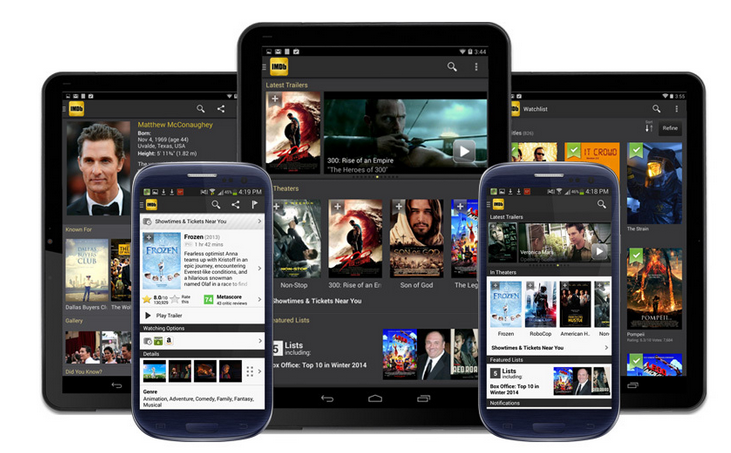 IMDb
Matthew McConaughey
Born:
Nov 4, 1969 (age 44)
Uvalde, Texas, USA
Height: 5' 11¾" (1.82 m)
Known For
DALLAS
BUYERS
CLUB
Dallas Buyers Cl
Gallery
Did You Know?
3:44
IMDb
Latest Trailers
300: Rise of an Empire
"The Heroes of 300"
Theaters
Non-Stop
300: Rise of an E
SON OF GOD
Son of God
The Leg
Showtimes & Tickets Near You
Featured Lists
5 Lists
including:
Box Office: Top 10 in Winter 2014
3:55
Watchlist
titles (826)
Refine
IT CROWD
The Strain
POMPEII
Pompeii
4:19 PM
IMDb
Showtimes & Tickets Near You
FROZEN
Frozen (2013)
PG 1 hr 42 mins
Fearless optimist Anna
teams up with Kristoff in an
epic journey, encountering
Everest-like conditions, and
a hilarious snowman
named Olaf in a race to find
8.0/10
130,929
Rate
this
74
Metascore
43 critic reviews
Play Trailer
Watching Options
Details
Genre
Animation, Adventure, Comedy, Family, Fantasy,
Musical
4:18 PM
IMDb
Latest Trailers
Veronica Mars
In Theaters
FROZEN
Frozen
RoboCop
American H.
Non-
Showtimes & Tickets Near You
Featured Lists
5 Lists
including:
Box Office: Top 10 in
Winter 2014
Notifications